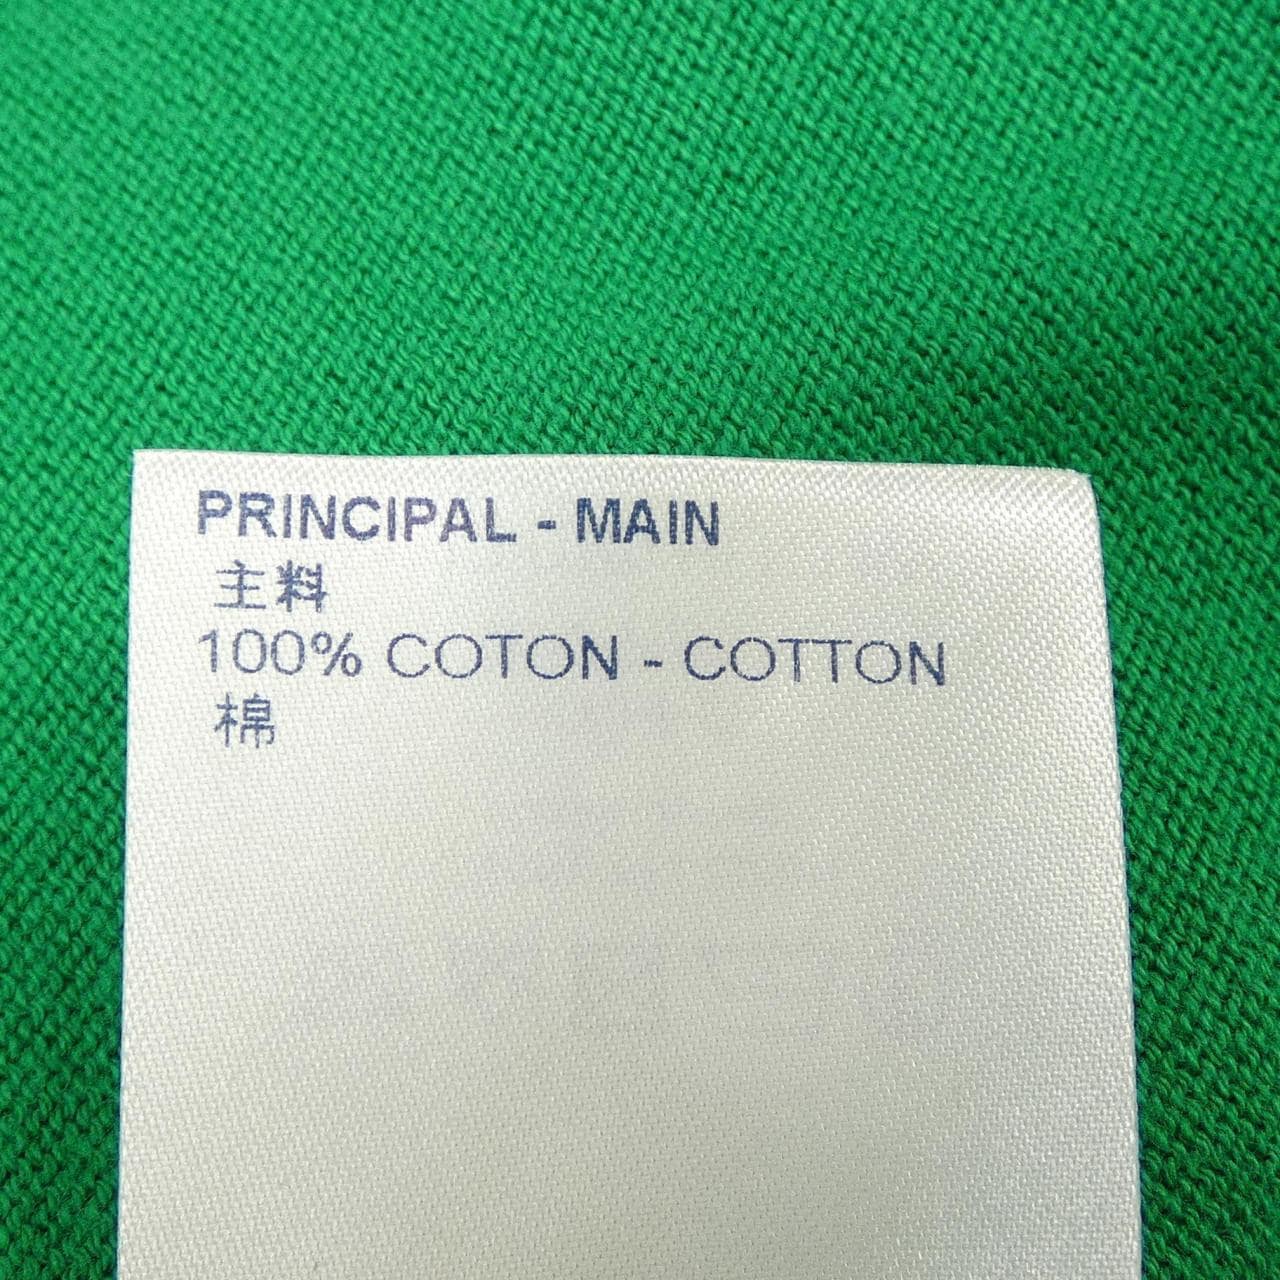 PRINCIPAL - MAIN
主料
100% COTON - COTTON
棉